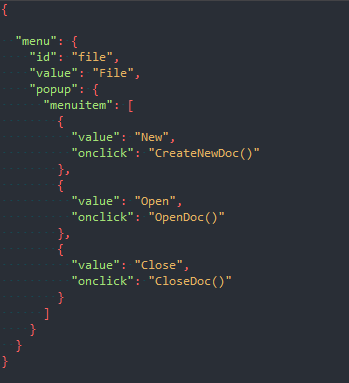 {
"menu": {
"id": "file",
"value": "File",
"popup": {
"menuitem": [
{
"value": "New",
"onclick": "CreateNewDoc()"
},
{
"value": "Open",
"onclick": "OpenDoc()"
},
{
"value": "Close",
"onclick": "CloseDoc()"
}
]
}
}
}